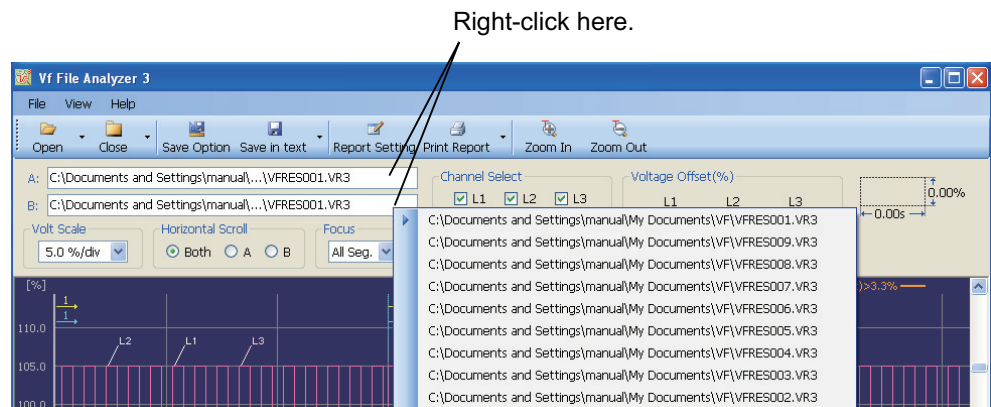 Right-click here.
Vf File Analyzer 3
File View Help
Open Close Save Option Save in text Report Setting Print Report Zoom In Zoom Out
A: C:\Documents and Settings\manual\...\VFRES001.VR3
B: C:\Documents and Settings\manual\...\VFRES001.VR3
Channel Select
L1 L2 L3
Voltage Offset(%)
L1 L2 L3
0.00%
0.00s
Volt Scale
5.0 %/div
Horizontal Scroll
Both A B
Focus
All Seg.
C:\Documents and Settings\manual\My Documents\VF\VFRES001.VR3
C:\Documents and Settings\manual\My Documents\VF\VFRES009.VR3
C:\Documents and Settings\manual\My Documents\VF\VFRES008.VR3
C:\Documents and Settings\manual\My Documents\VF\VFRES007.VR3
C:\Documents and Settings\manual\My Documents\VF\VFRES006.VR3
C:\Documents and Settings\manual\My Documents\VF\VFRES005.VR3
C:\Documents and Settings\manual\My Documents\VF\VFRES004.VR3
C:\Documents and Settings\manual\My Documents\VF\VFRES003.VR3
C:\Documents and Settings\manual\My Documents\VF\VFRES002.VR3
[%]
)>3.3%
1
1
110.0
L2 L1 L3
105.0
100.0